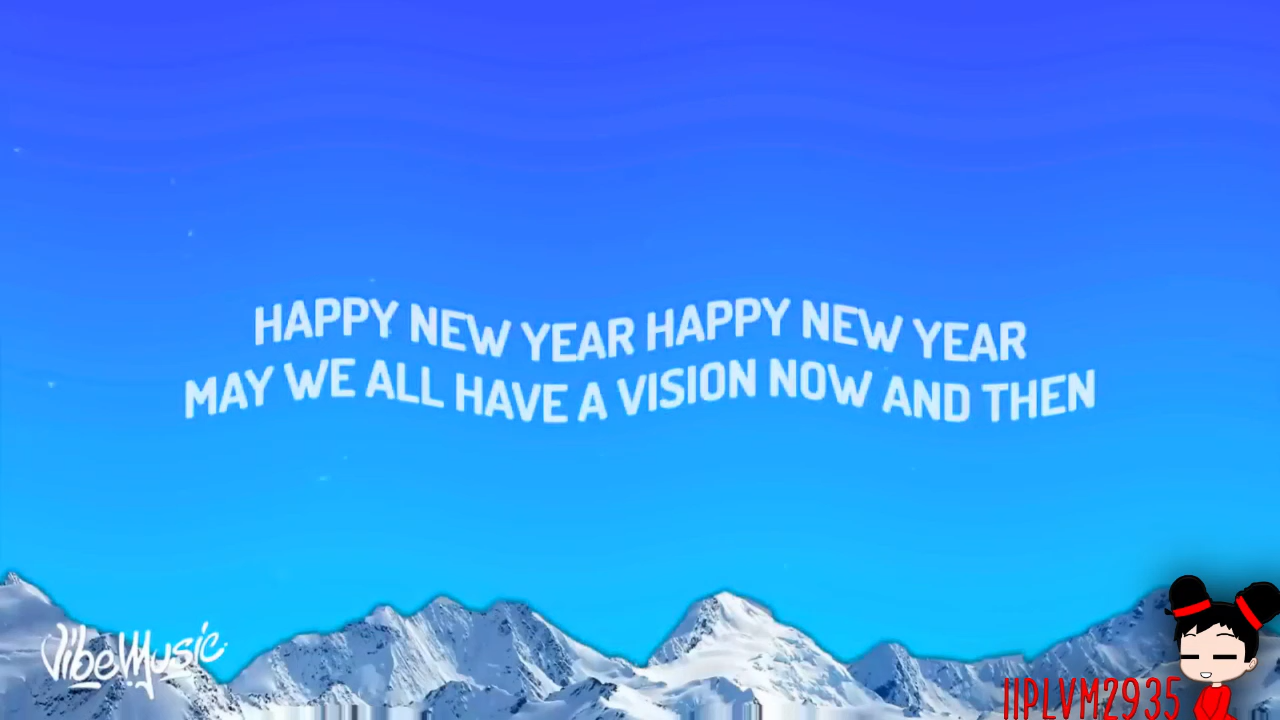 HAPPY NEW YEAR HAPPY NEW YEAR
MAY WE ALL HAVE A VISION NOW AND THEN
VibeMusic
IIPLVM2935